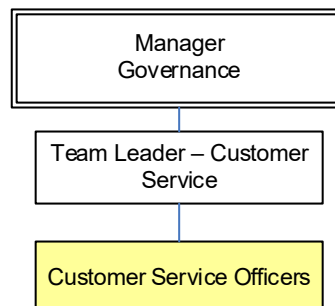 Manager
Governance
Team Leader – Customer
Service
Customer Service Officers